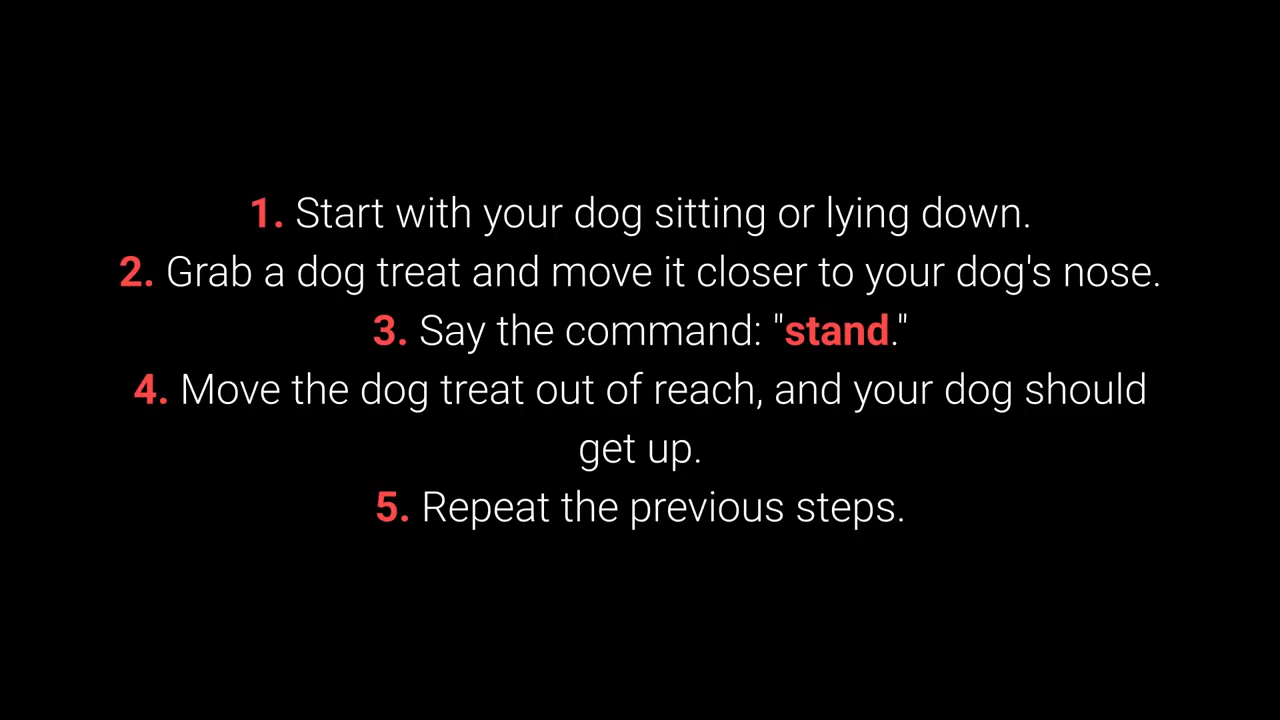 1. Start with your dog sitting or lying down.
2. Grab a dog treat and move it closer to your dog's nose.
3. Say the command: "stand."
4. Move the dog treat out of reach, and your dog should
get up.
5. Repeat the previous steps.